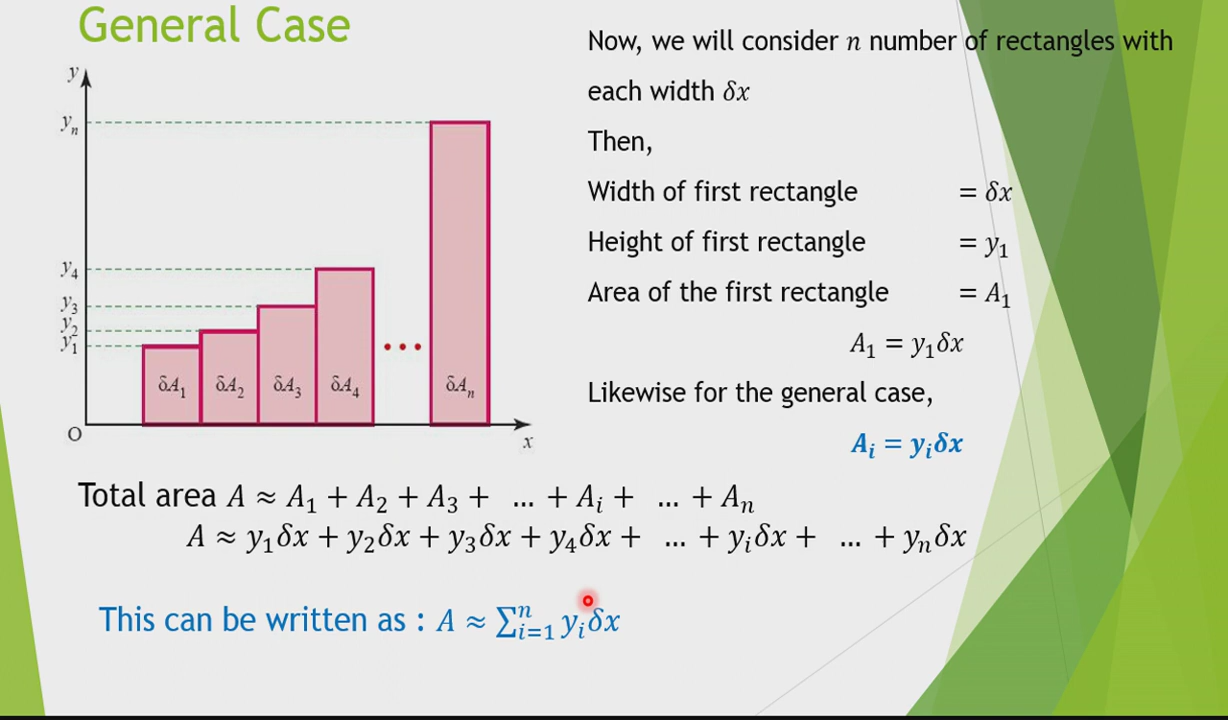 General Case
y
yₙ
y₄
y₃
y₂
y₁
δA₁ δA₂ δA₃ δA₄ ... δAₙ
O
x
Now, we will consider n number of rectangles with
each width δx
Then,
Width of first rectangle = δx
Height of first rectangle = y₁
Area of the first rectangle = A₁
A₁ = y₁δx
Likewise for the general case,
Aᵢ = yᵢδx
Total area A ≈ A₁ + A₂ + A₃ + ... + Aᵢ + ... + Aₙ
A ≈ y₁δx + y₂δx + y₃δx + y₄δx + ... + yᵢδx + ... + yₙδx
This can be written as : A ≈ ∑ⁿᵢ₌₁ yᵢδx